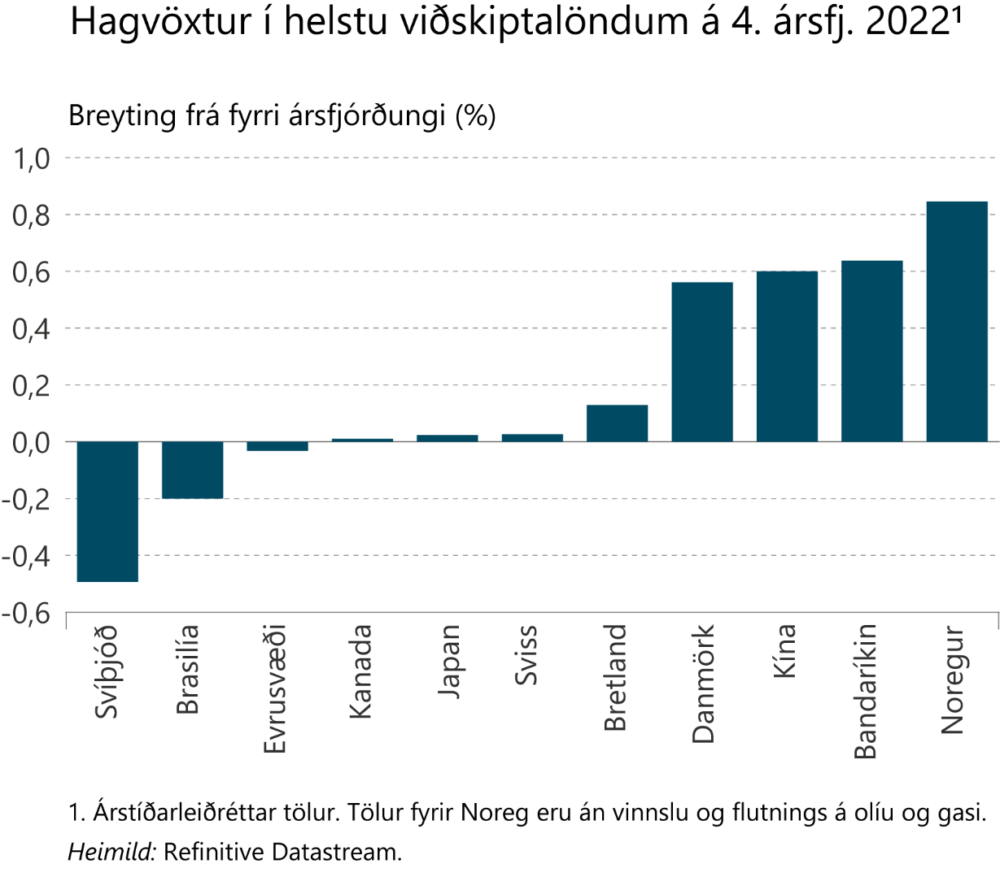 Hagvöxtur í helstu viðskiptalöndum á 4. ársfj. 2022¹
Breyting frá fyrri ársfjórðungi (%)
1,0
0,8
0,6
0,4
0,2
0,0
-0,2
-0,4
-0,6
Svíþjóð
Brasilía
Evrusvæði
Kanada
Japan
Sviss
Bretland
Danmörk
Kína
Bandaríkin
Noregur
1. Árstíðarleiðréttar tölur. Tölur fyrir Noreg eru án vinnslu og flutnings á olíu og gasi.
Heimild: Refinitive Datastream.